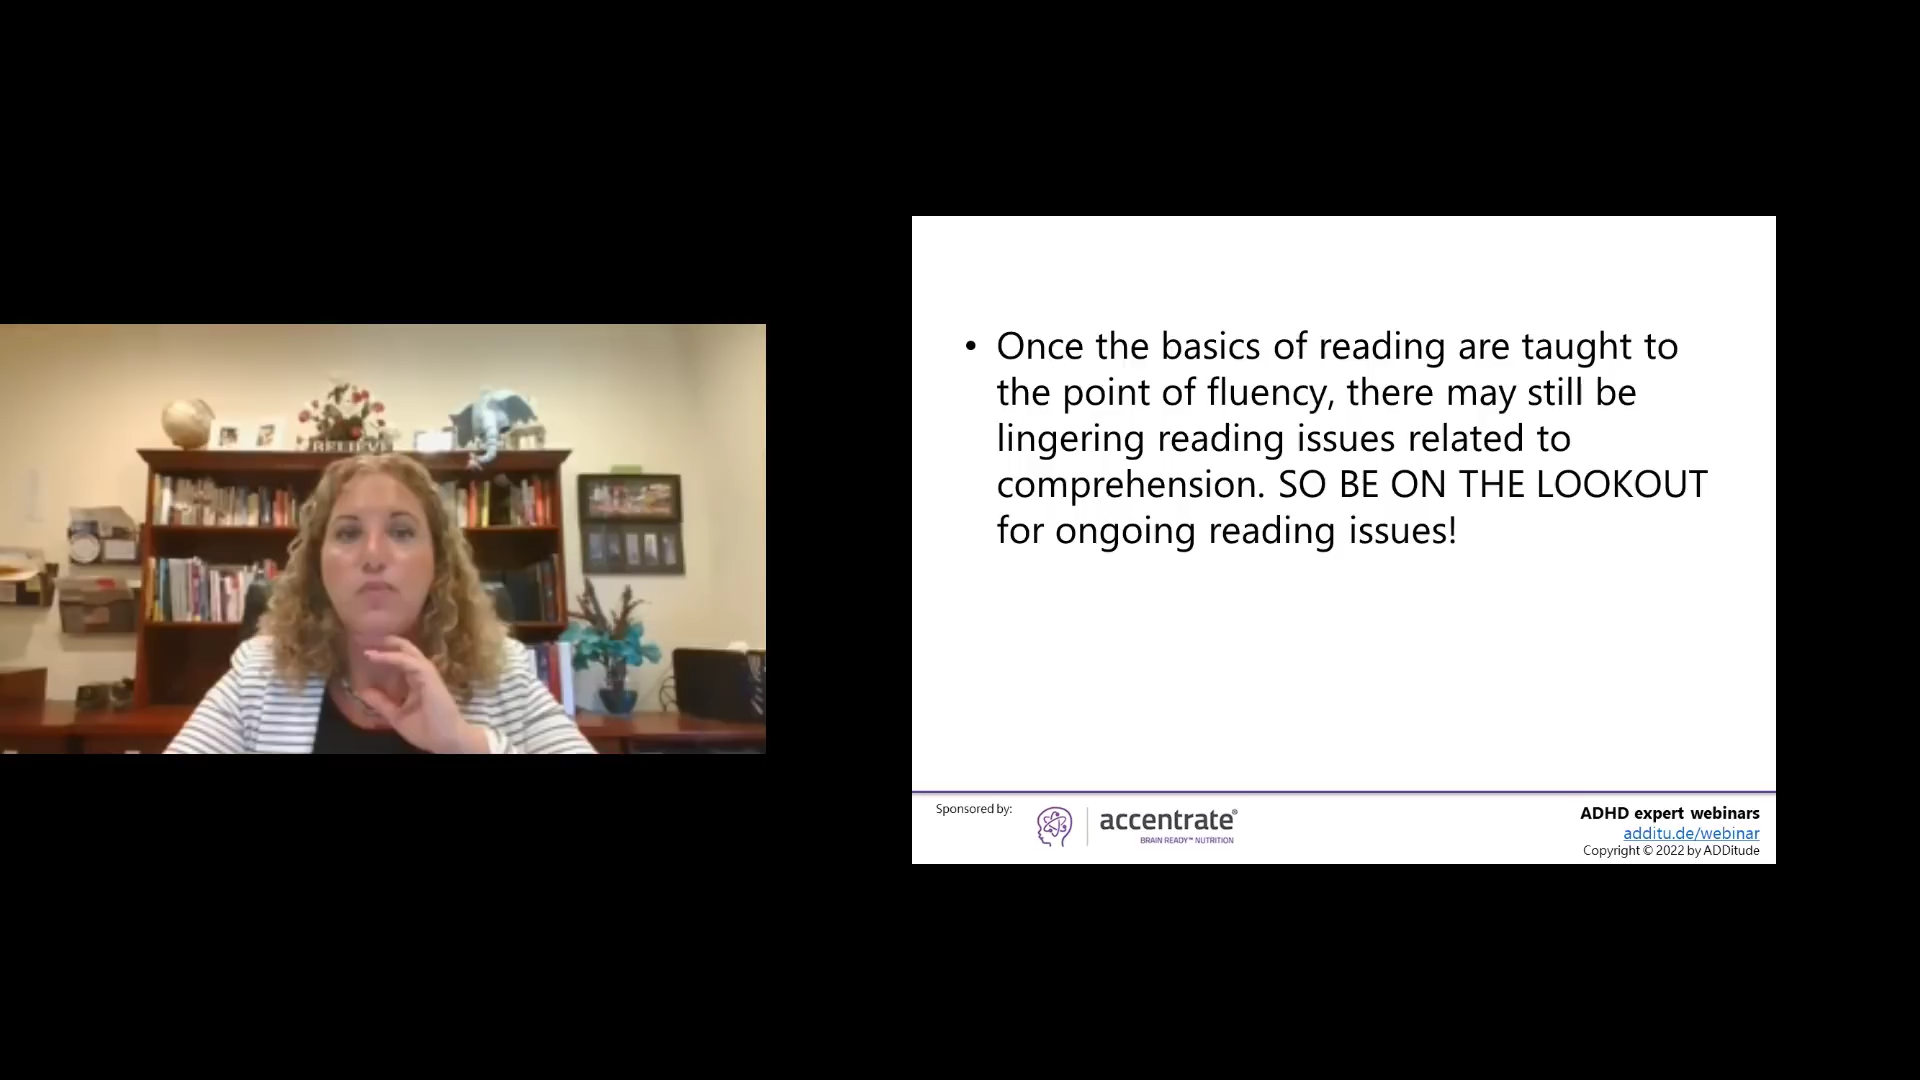 BELIEVE
• Once the basics of reading are taught to
the point of fluency, there may still be
lingering reading issues related to
comprehension. SO BE ON THE LOOKOUT
for ongoing reading issues!
Sponsored by:
accentrate®
BRAIN READY™ NUTRITION
ADHD expert webinars
additu.de/webinar
Copyright © 2022 by ADDitude